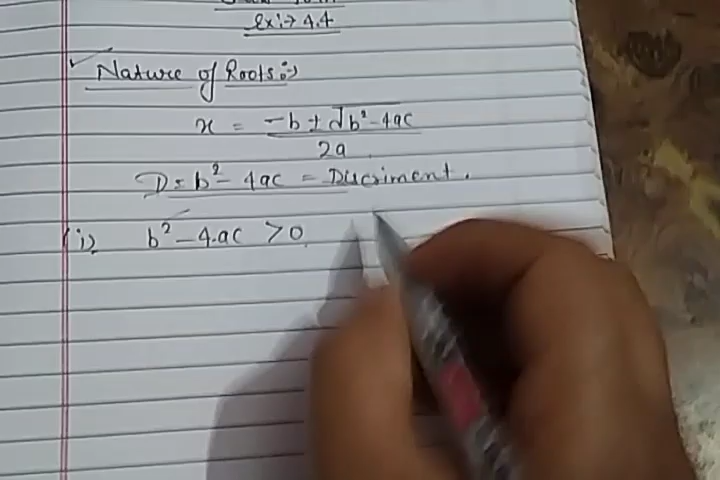 Ex:→ 4.4
Nature of Roots:→
x = -b ± √b² - 4ac
2a
D = b² - 4ac = Discriment.
(i) b² - 4ac > 0